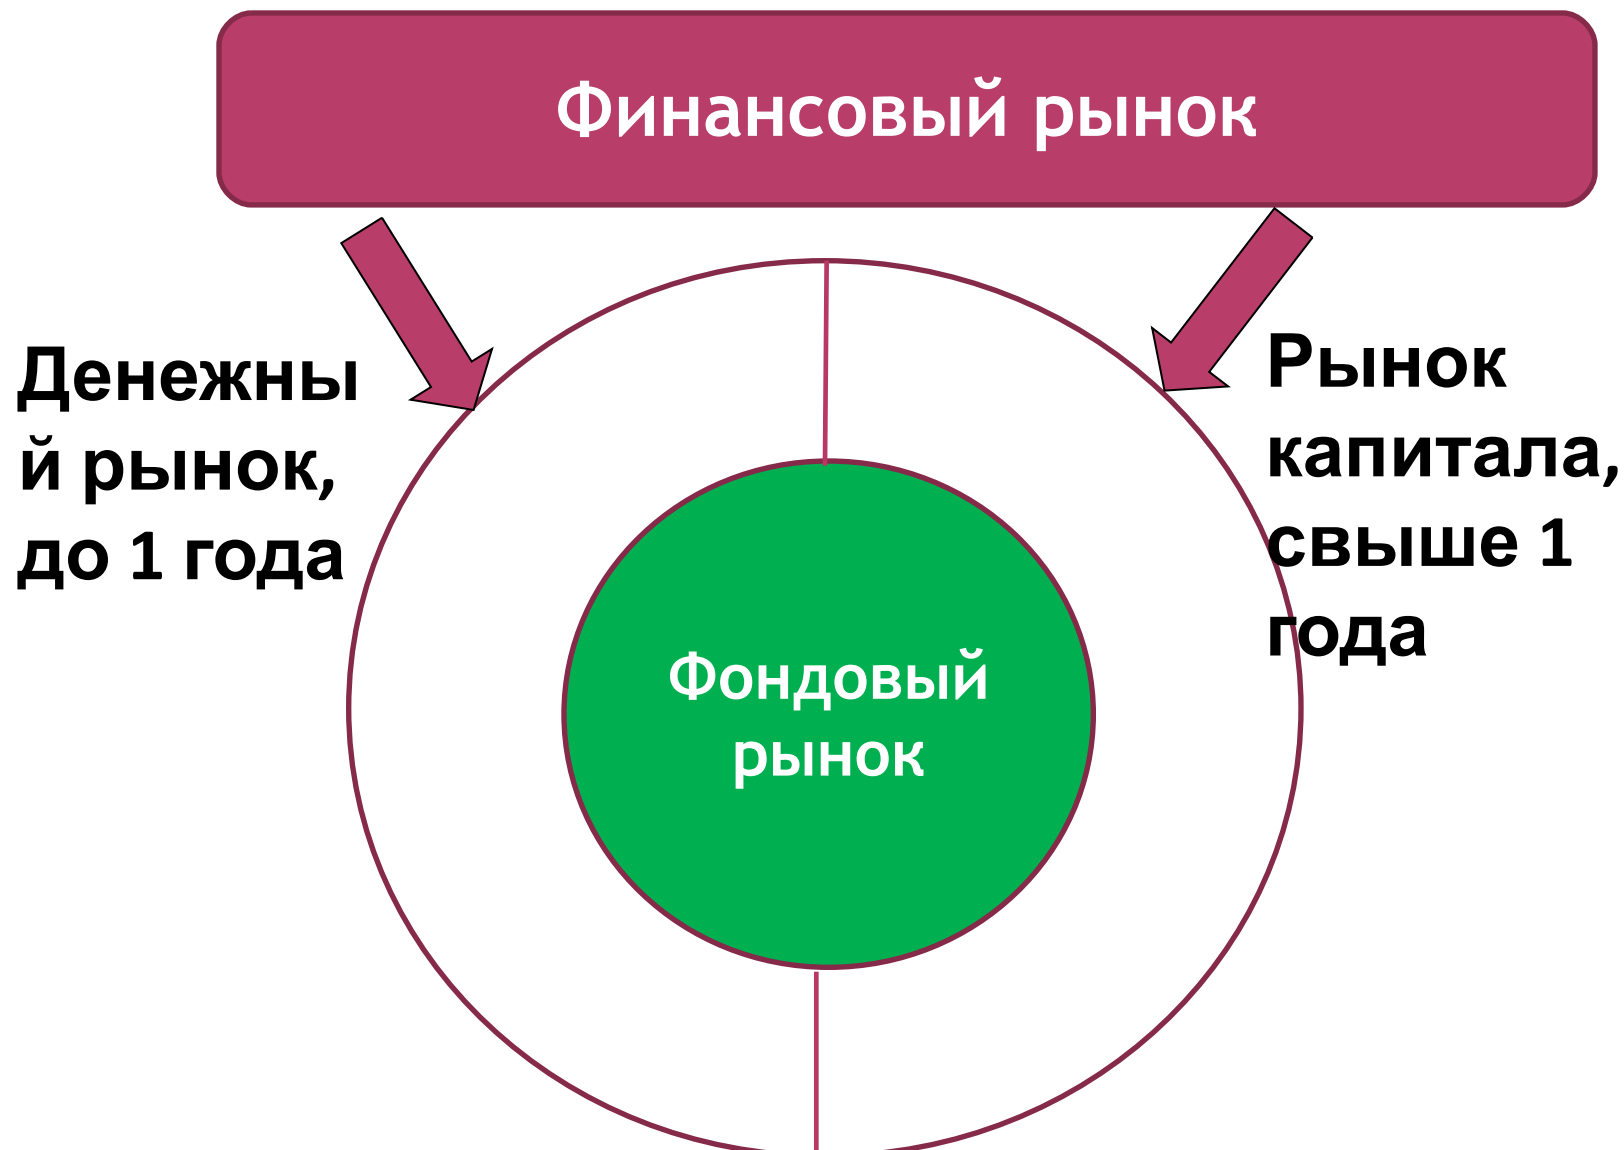 Финансовый рынок
Денежны
й рынок,
до 1 года
Рынок
капитала,
свыше 1
года
Фондовый
рынок